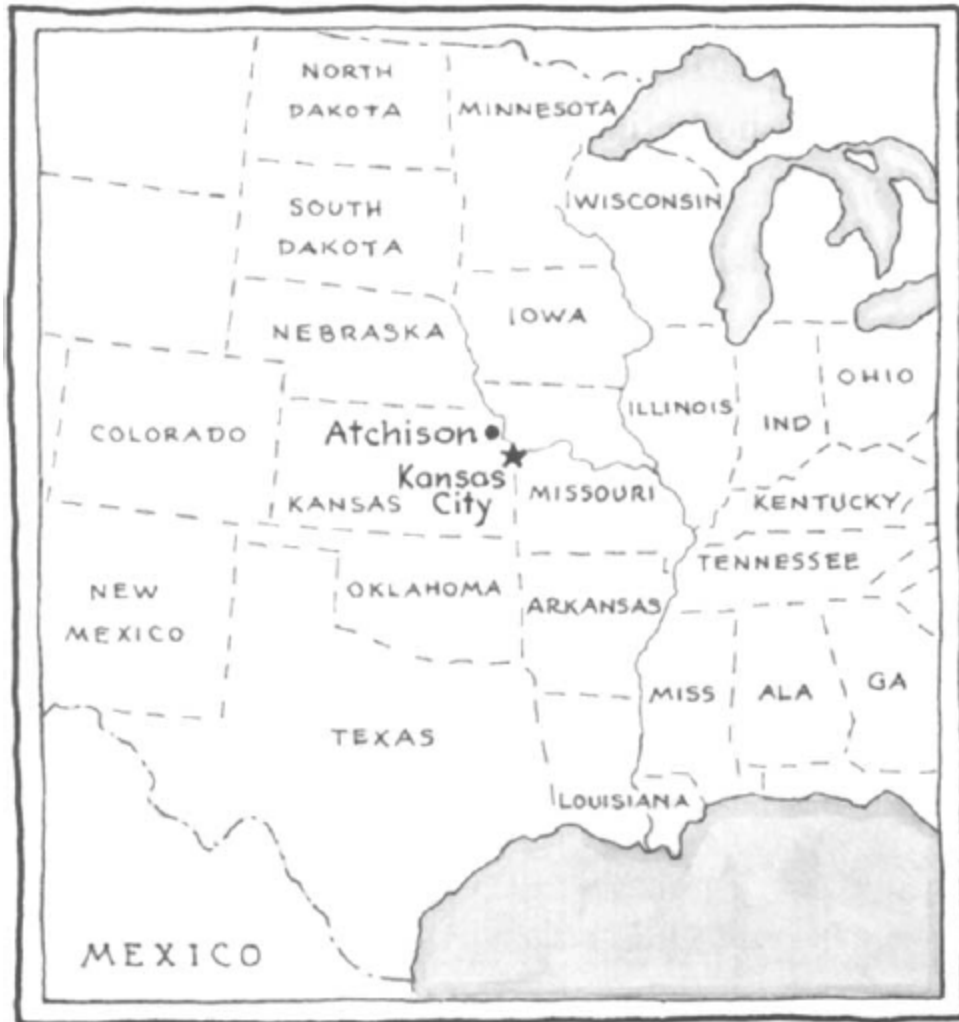 NORTH
DAKOTA
MINNESOTA
WISCONSIN
SOUTH
DAKOTA
NEBRASKA
IOWA
OHIO
ILLINOIS
IND
COLORADO
Atchison
Kansas
City
KANSAS
MISSOURI
KENTUCKY
TENNESSEE
NEW
MEXICO
OKLAHOMA
ARKANSAS
MISS
ALA
GA
TEXAS
LOUISIANA
MEXICO